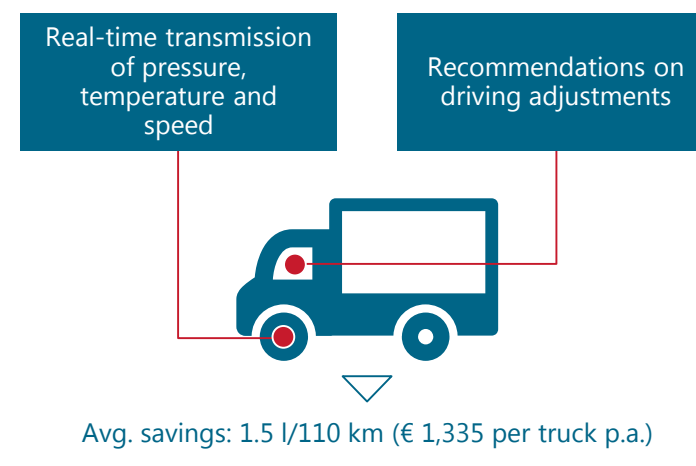 Real-time transmission
of pressure,
temperature and
speed
Recommendations on
driving adjustments
Avg. savings: 1.5 l/110 km (€ 1,335 per truck p.a.)